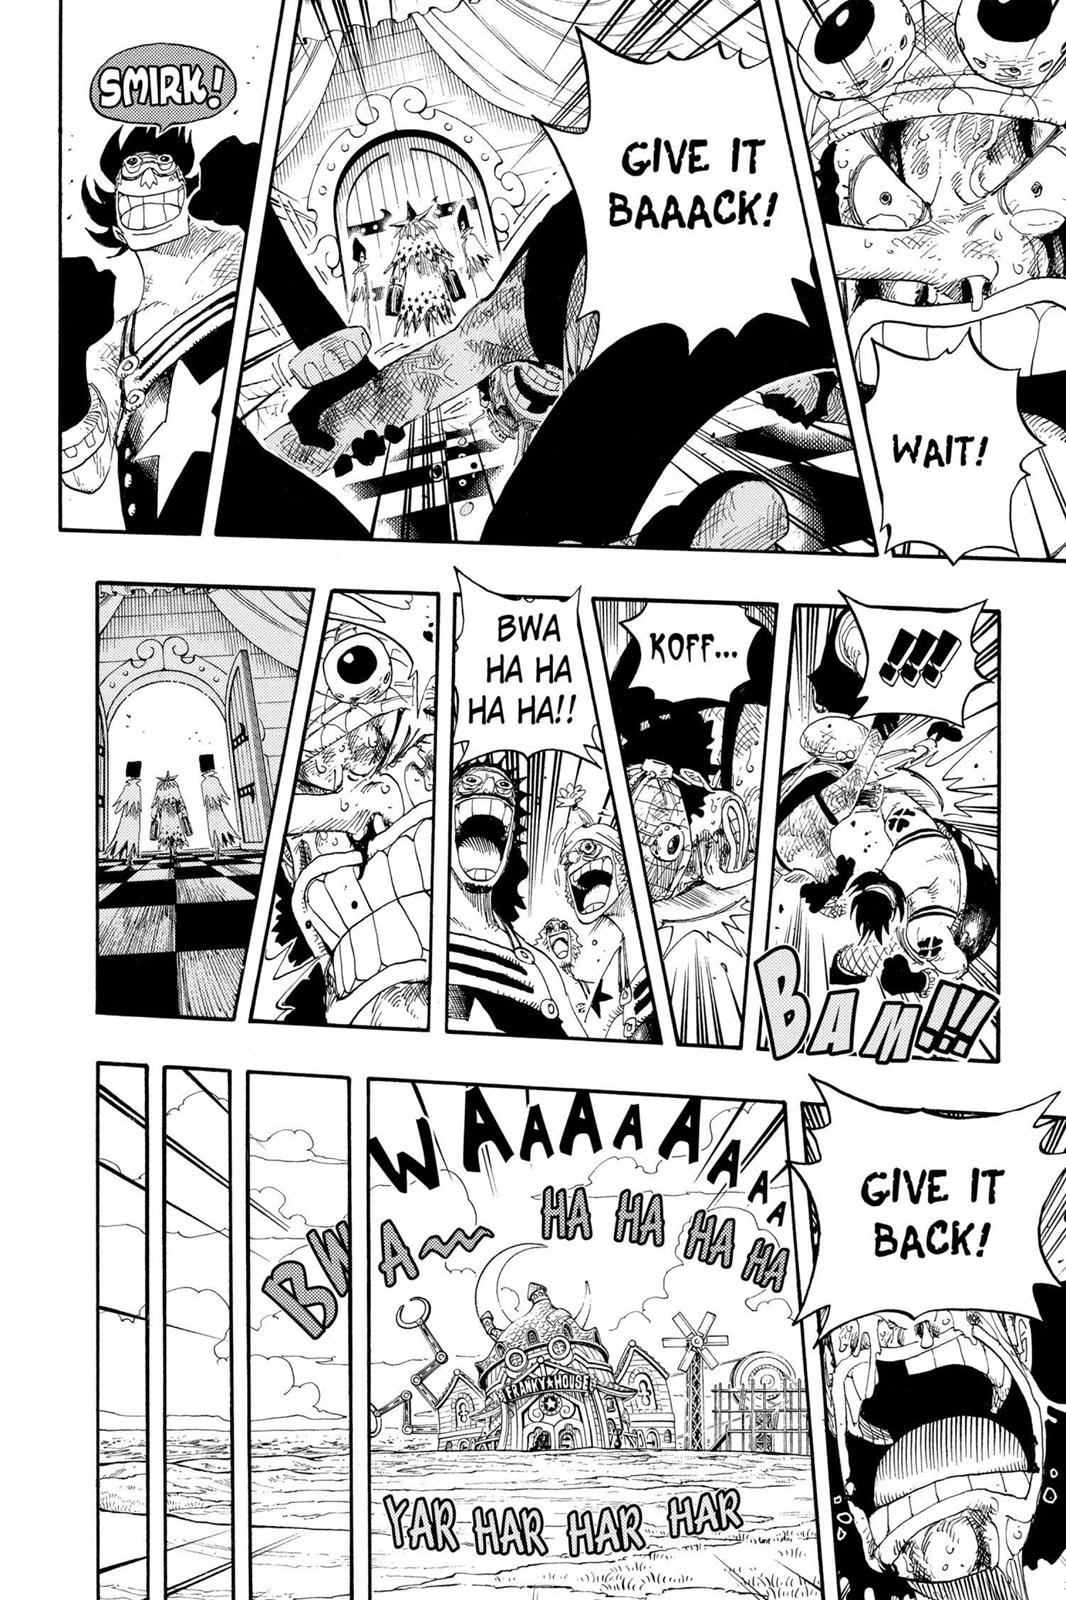 WAIT!
GIVE IT
BAAACK!
SMIRK!
!!!
BAM!!!
KOFF...
BWA
HA HA
HA HA!!
GIVE IT
BACK!
WAAAAAAAAA
BWA
HA HA HA HA
FRANKY★HOUSE
YAR HAR HAR HAR